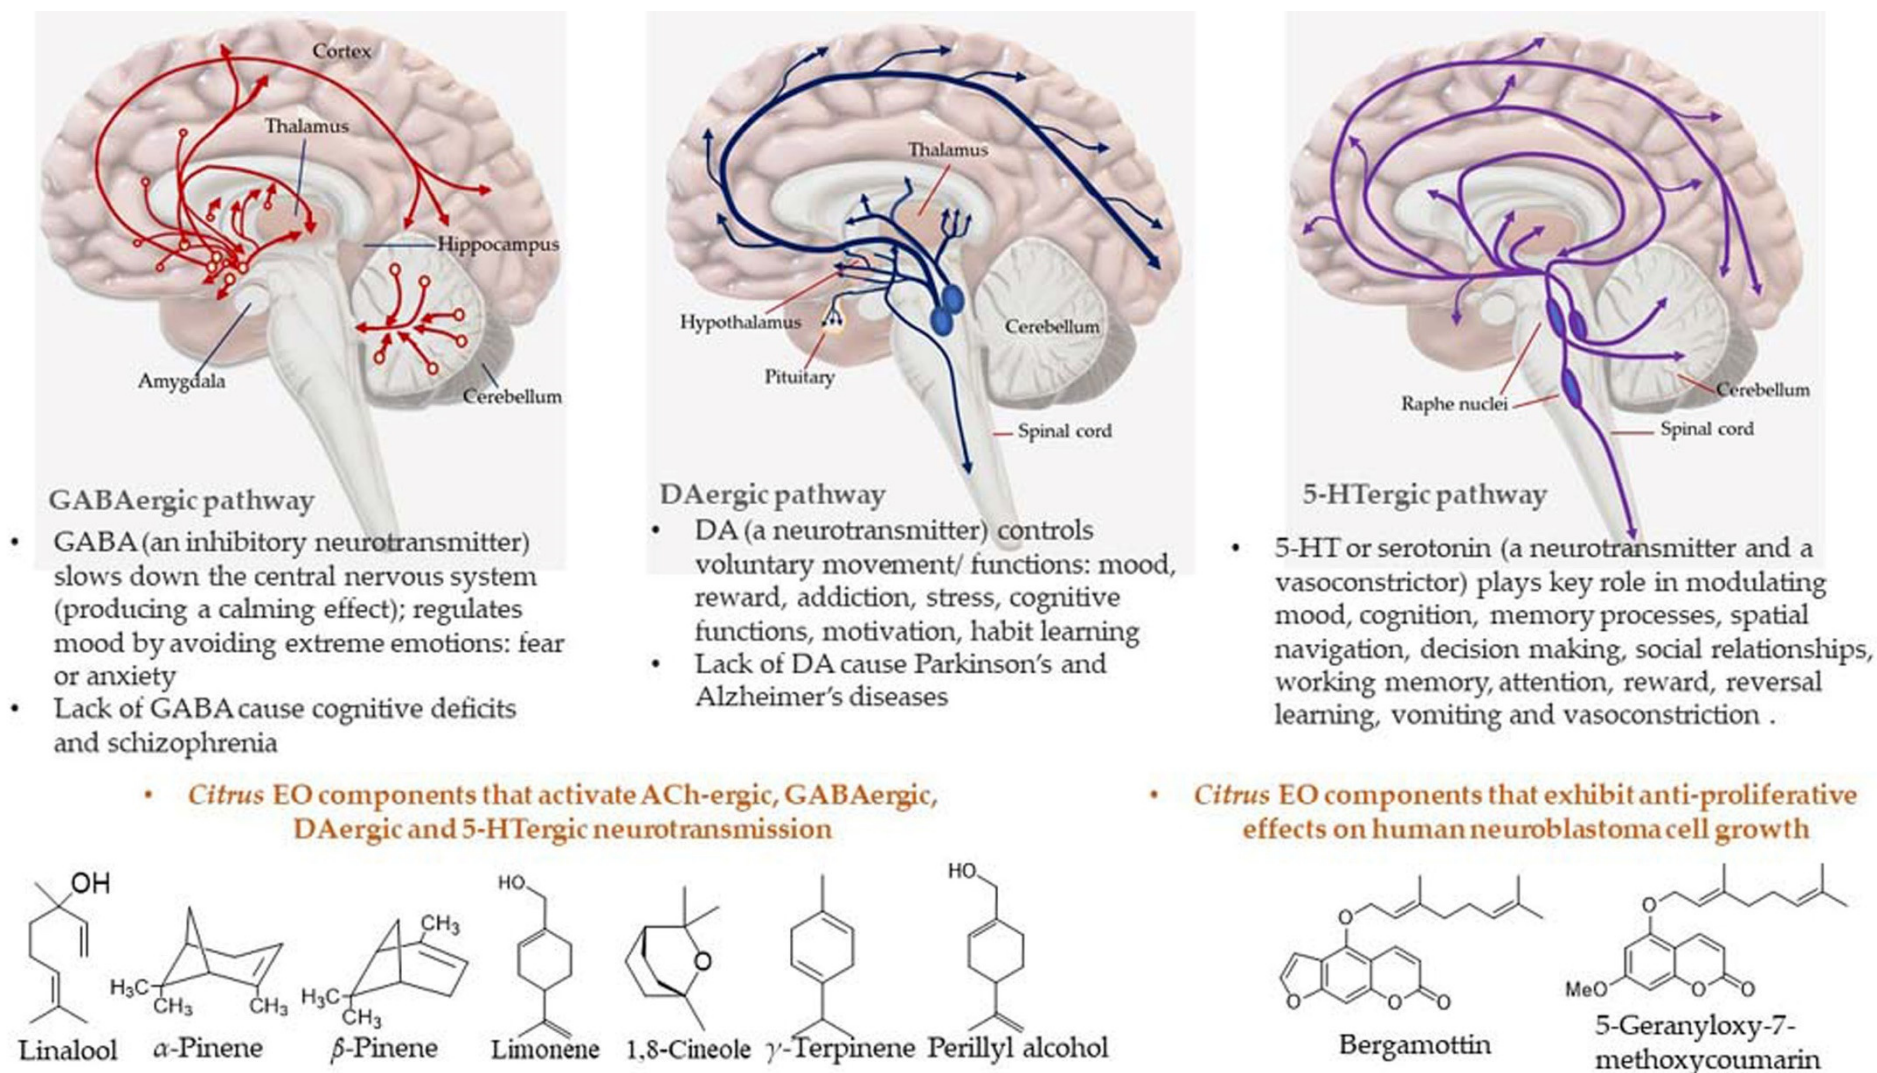 Cortex
Thalamus
Hippocampus
Amygdala
Cerebellum
GABAergic pathway
• GABA (an inhibitory neurotransmitter)
slows down the central nervous system
(producing a calming effect); regulates
mood by avoiding extreme emotions: fear
or anxiety
• Lack of GABA cause cognitive deficits
and schizophrenia
Thalamus
Hypothalamus
Cerebellum
Pituitary
Spinal cord
DAergic pathway
• DA (a neurotransmitter) controls
voluntary movement/ functions: mood,
reward, addiction, stress, cognitive
functions, motivation, habit learning
• Lack of DA cause Parkinson's and
Alzheimer's diseases
Raphe nuclei
Cerebellum
Spinal cord
5-HTergic pathway
• 5-HT or serotonin (a neurotransmitter and a
vasoconstrictor) plays key role in modulating
mood, cognition, memory processes, spatial
navigation, decision making, social relationships,
working memory, attention, reward, reversal
learning, vomiting and vasoconstriction .
• Citrus EO components that activate ACh-ergic, GABAergic,
DAergic and 5-HTergic neurotransmission
OH
Linalool
H₃C
CH₃
CH₃
α-Pinene
CH₃
H₃C
CH₃
β-Pinene
HO
Limonene
O
1,8-Cineole
γ-Terpinene
HO
Perillyl alcohol
• Citrus EO components that exhibit anti-proliferative
effects on human neuroblastoma cell growth
O
O
O
O
Bergamottin
O
MeO
O
O
5-Geranyloxy-7-
methoxycoumarin